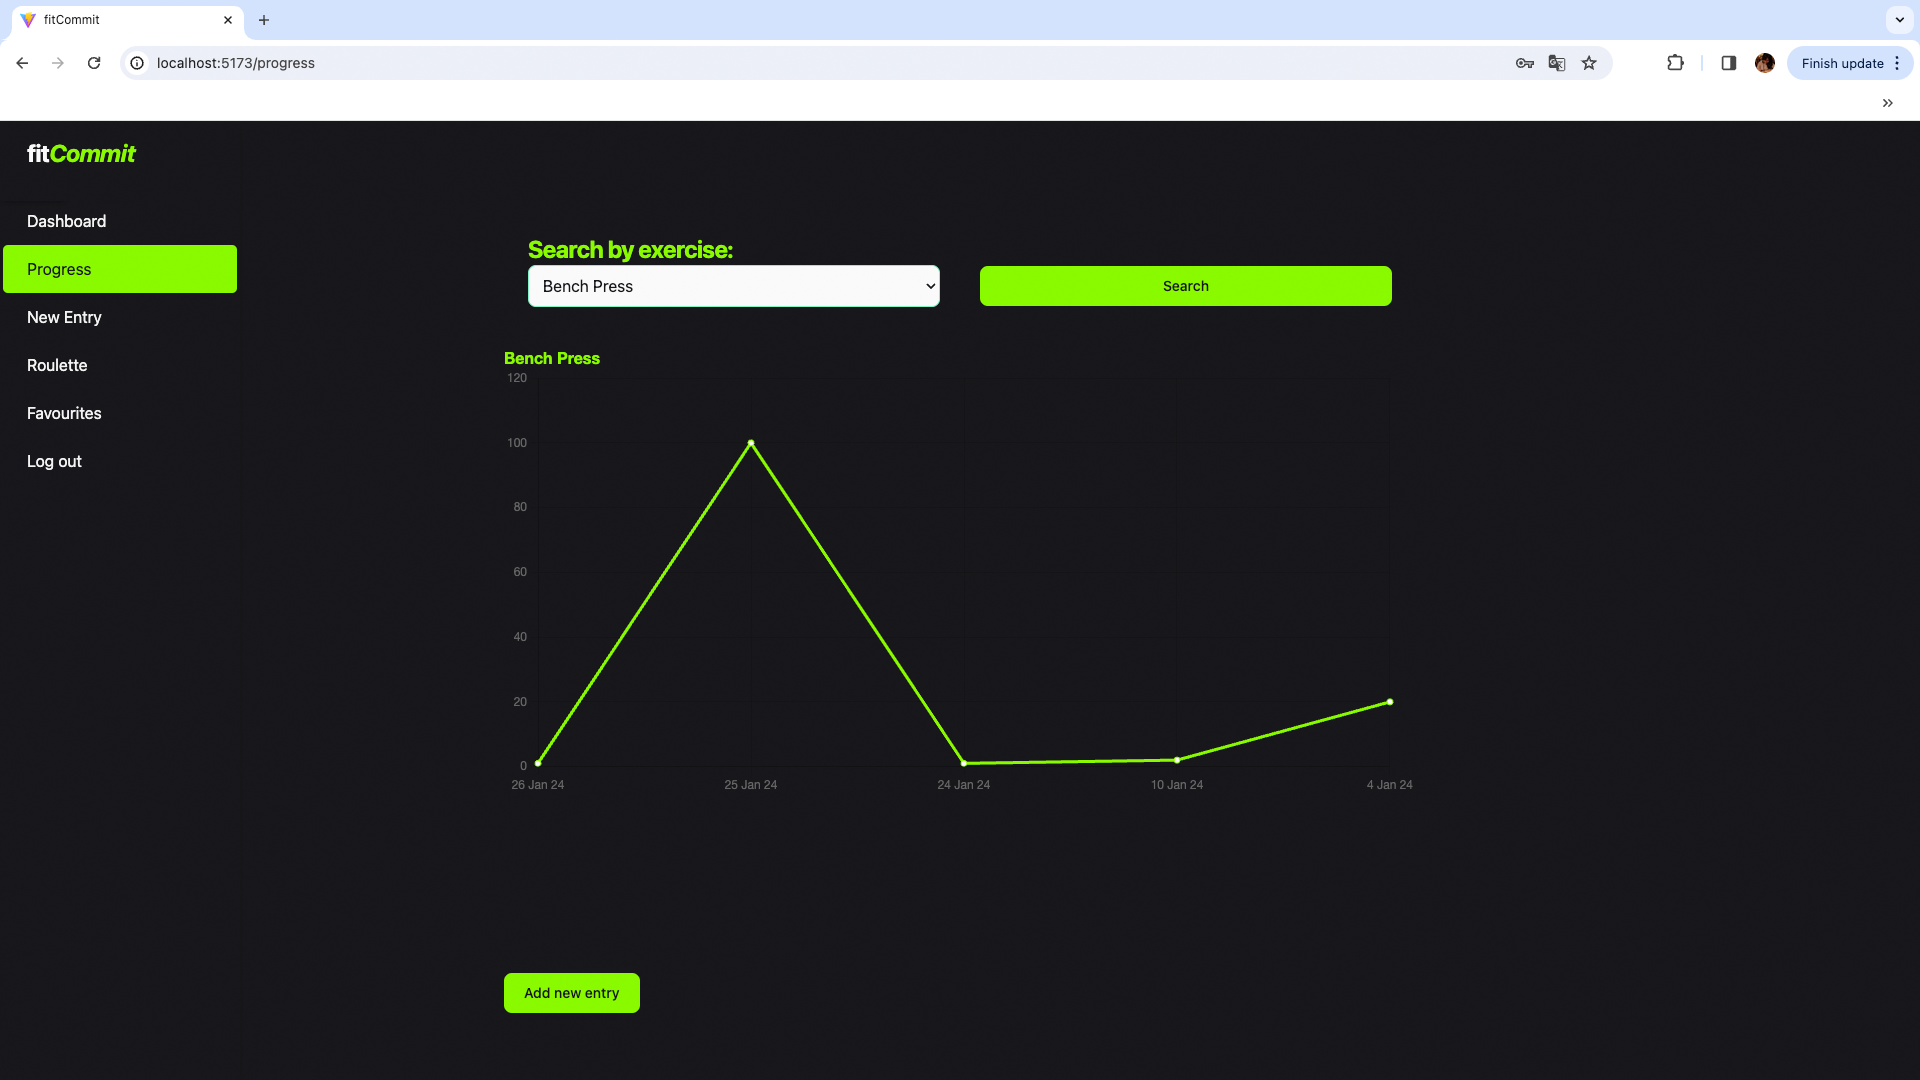 fitCommit
localhost:5173/progress
Finish update
fitCommit
Dashboard
Progress
New Entry
Roulette
Favourites
Log out
Search by exercise:
Bench Press
Search
Bench Press
120
100
80
60
40
20
0
26 Jan 24 25 Jan 24 24 Jan 24 10 Jan 24 4 Jan 24
Add new entry